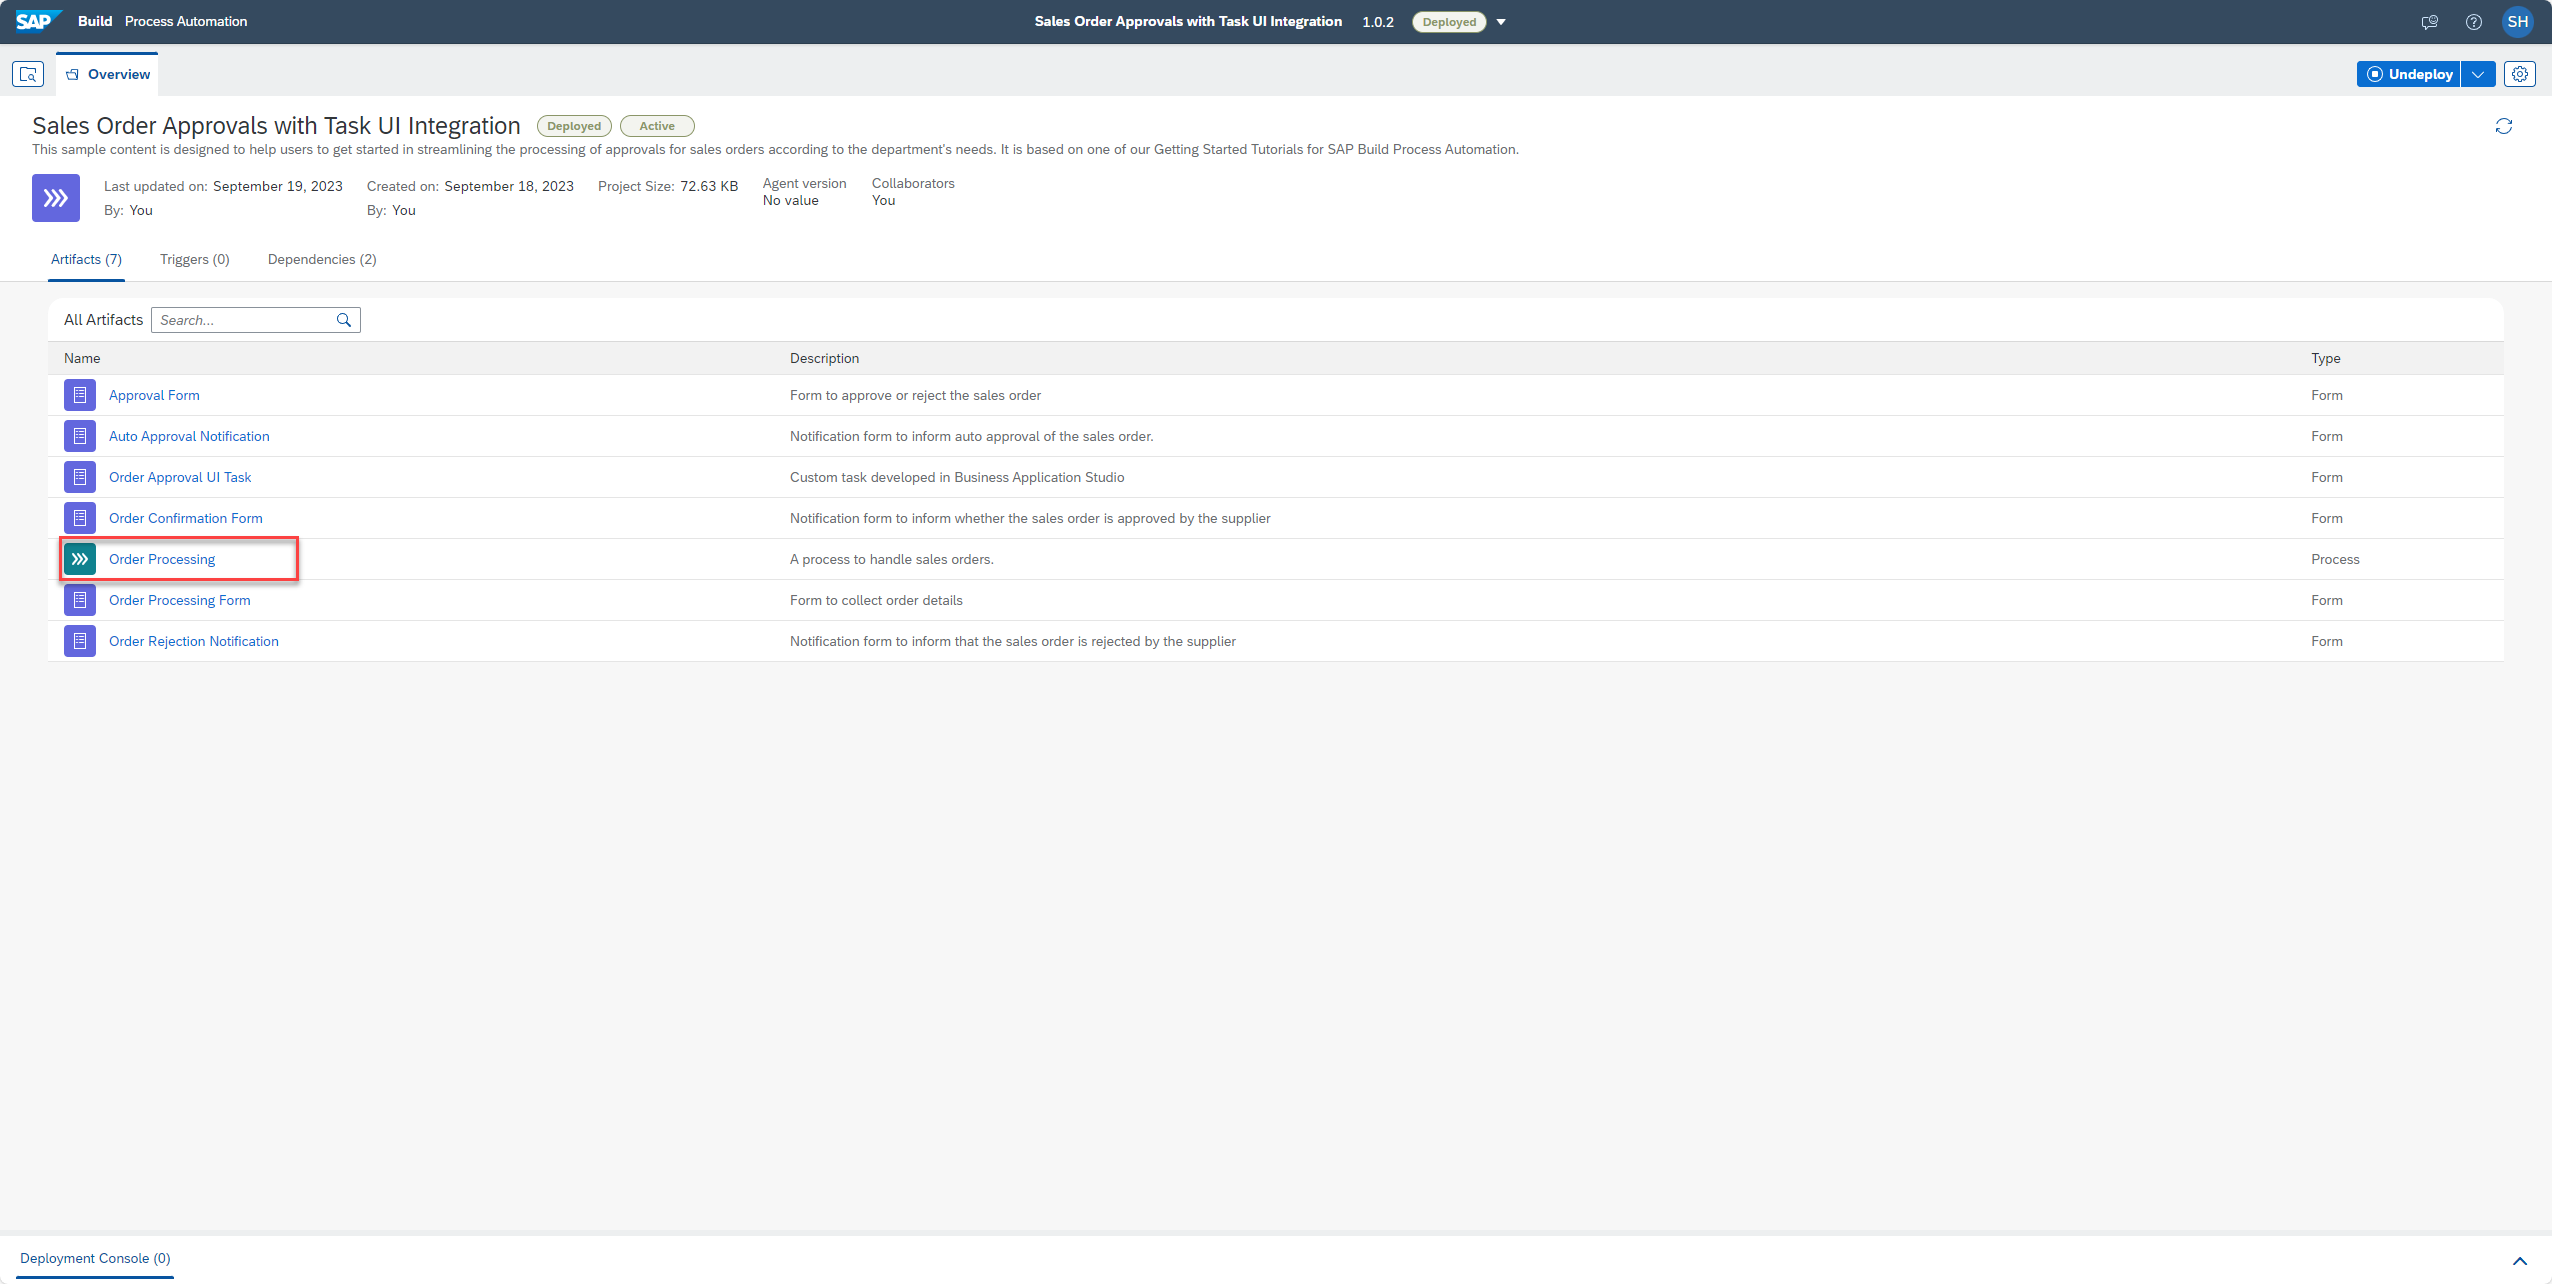 SAP Build Process Automation
Sales Order Approvals with Task UI Integration 1.0.2 Deployed
SH
Overview
Undeploy
Sales Order Approvals with Task UI Integration Deployed Active
This sample content is designed to help users to get started in streamlining the processing of approvals for sales orders according to the department's needs. It is based on one of our Getting Started Tutorials for SAP Build Process Automation.
Last updated on: September 19, 2023 Created on: September 18, 2023 Project Size: 72.63 KB Agent version Collaborators
By: You By: You No value You
Artifacts (7) Triggers (0) Dependencies (2)
All Artifacts Search...
Name Description Type
Approval Form Form to approve or reject the sales order Form
Auto Approval Notification Notification form to inform auto approval of the sales order. Form
Order Approval UI Task Custom task developed in Business Application Studio Form
Order Confirmation Form Notification form to inform whether the sales order is approved by the supplier Form
Order Processing A process to handle sales orders. Process
Order Processing Form Form to collect order details Form
Order Rejection Notification Notification form to inform that the sales order is rejected by the supplier Form
Deployment Console (0)